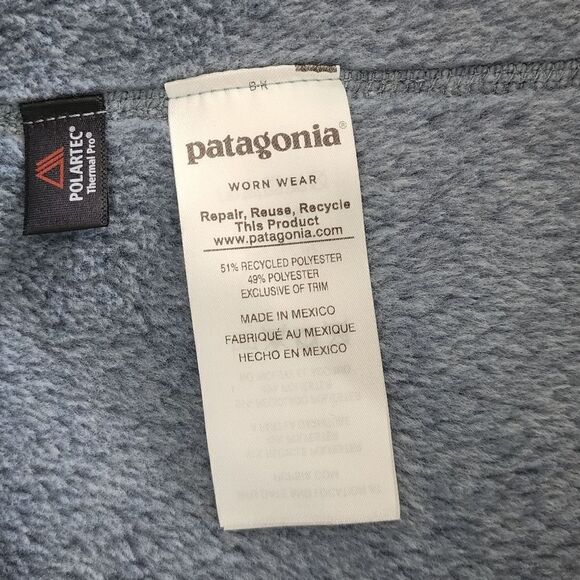 POLARTEC®
Thermal Pro®
B-K
patagonia®
WORN WEAR
Repair, Reuse, Recycle
This Product
www.patagonia.com
51% RECYCLED POLYESTER
49% POLYESTER
EXCLUSIVE OF TRIM
MADE IN MEXICO
FABRIQUÉ AU MEXIQUE
HECHO EN MEXICO